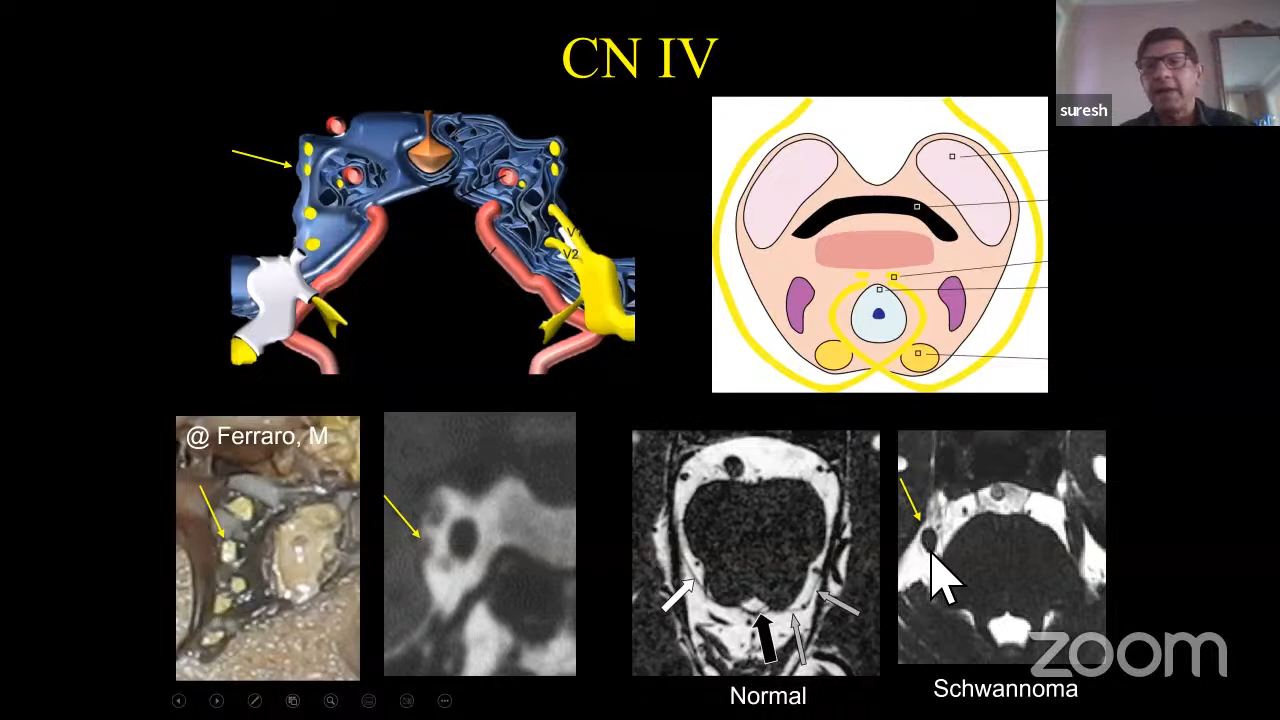 CN IV
suresh
V1
V2
@ Ferraro, M
Normal
Schwannoma
zoom